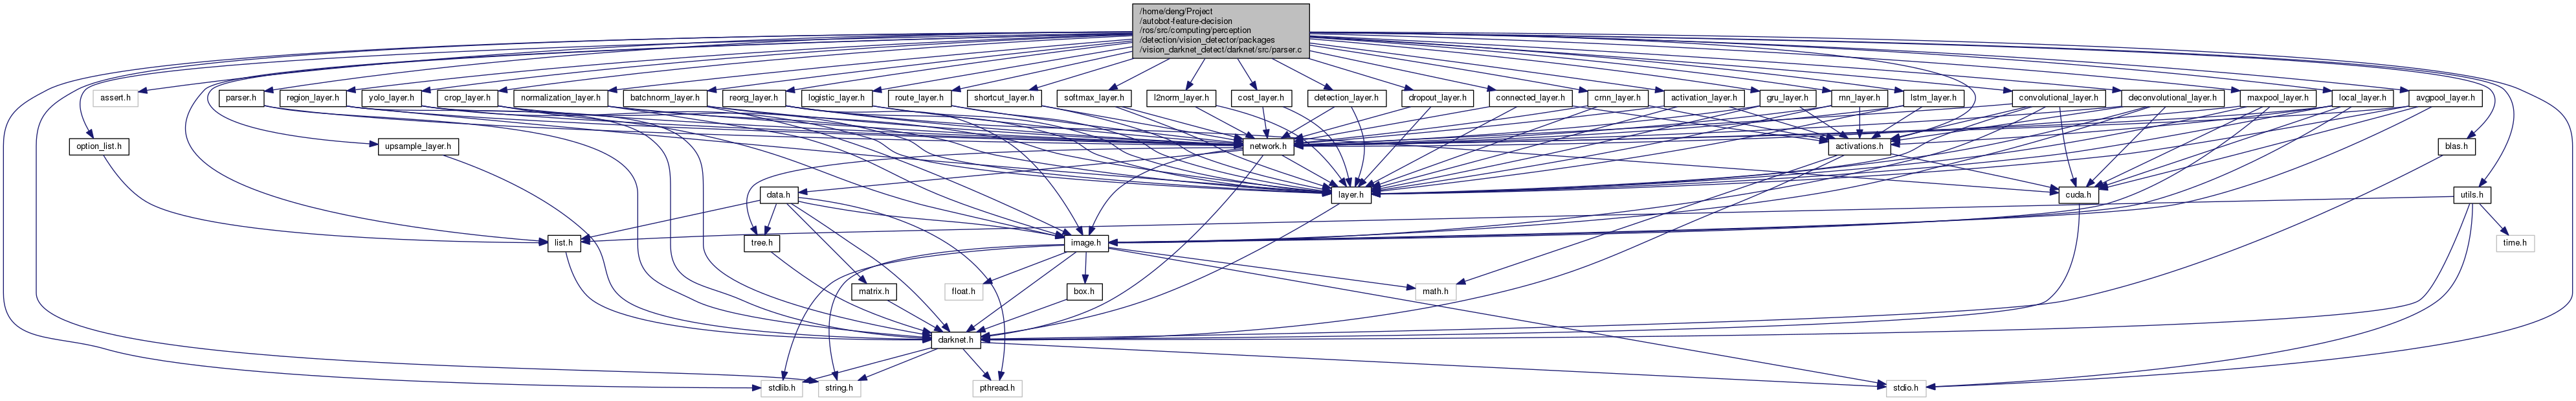 /home/deng/Project
/autobot-feature-decision
/ros/src/computing/perception
/detection/vision_detector/packages
/vision_darknet_detect/darknet/src/parser.c
assert.h
parser.h
region_layer.h
yolo_layer.h
crop_layer.h
normalization_layer.h
batchnorm_layer.h
reorg_layer.h
logistic_layer.h
route_layer.h
shortcut_layer.h
softmax_layer.h
l2norm_layer.h
cost_layer.h
detection_layer.h
dropout_layer.h
connected_layer.h
crnn_layer.h
activation_layer.h
gru_layer.h
rnn_layer.h
lstm_layer.h
convolutional_layer.h
deconvolutional_layer.h
maxpool_layer.h
local_layer.h
avgpool_layer.h
option_list.h
upsample_layer.h
network.h
activations.h
blas.h
data.h
layer.h
cuda.h
utils.h
list.h
tree.h
image.h
time.h
matrix.h
float.h
box.h
math.h
darknet.h
stdlib.h
string.h
pthread.h
stdio.h